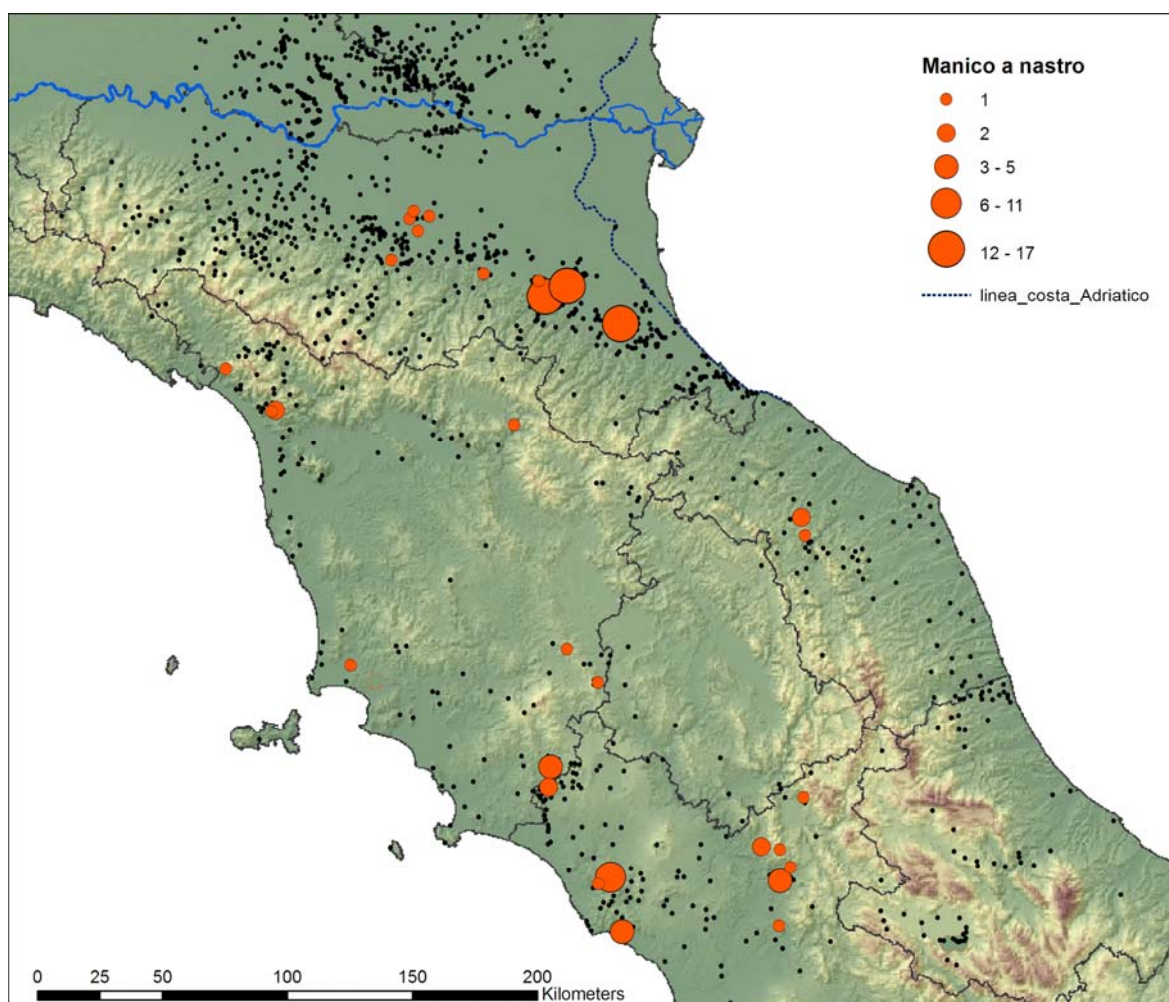 Manico a nastro
1
2
3 - 5
6 - 11
12 - 17
linea_costa_Adriatico
0 25 50 100 150 200
Kilometers